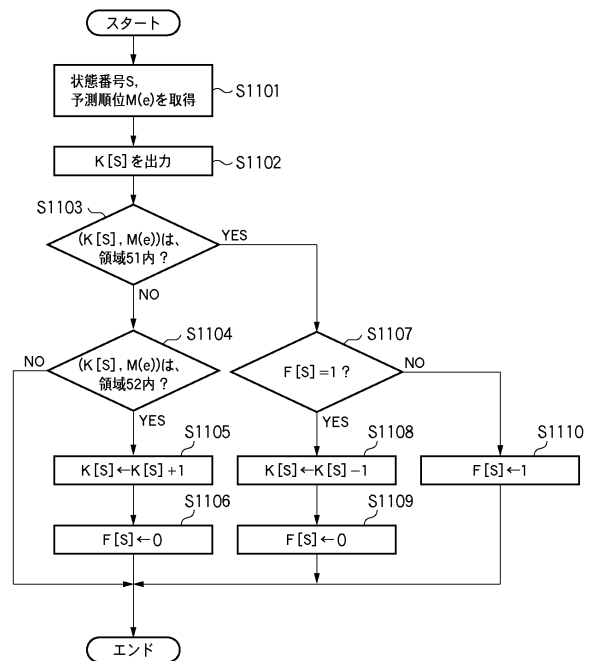 スタート
状態番号S,
予測順位M(e)を取得
S1101
K[S]を出力
S1102
S1103
(K[S],M(e))は、
領域51内?
YES
NO
S1104
(K[S],M(e))は、
領域52内?
NO
YES
S1107
F[S]=1?
NO
YES
S1105
K[S]←K[S]+1
S1108
K[S]←K[S]-1
S1110
F[S]←1
S1106
F[S]←0
S1109
F[S]←0
エンド